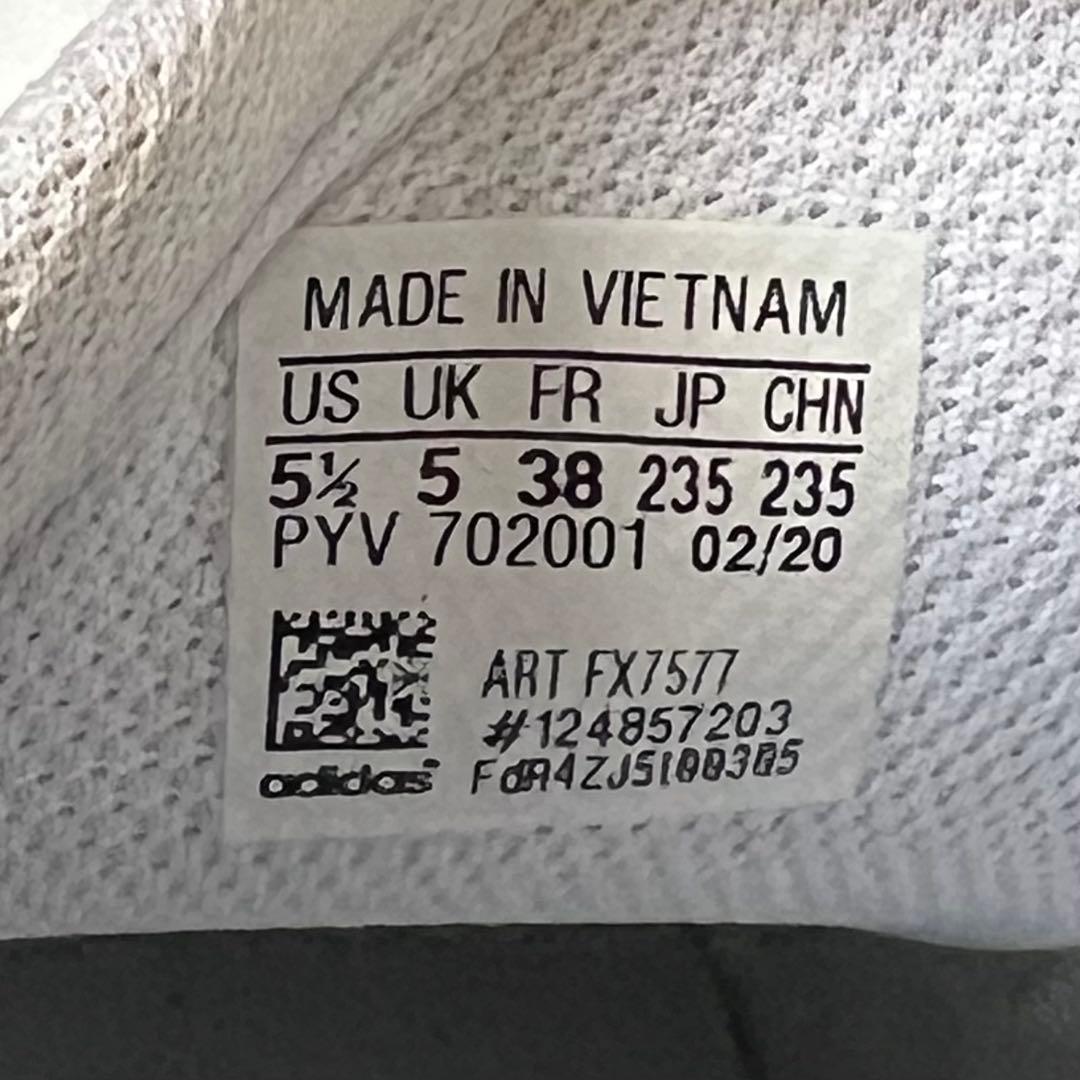 MADE IN VIETNAM
US UK FR JP CHN
5½ 5 38 235 235
PYV 702001 02/20
ART FX7577
#124857203
adidas